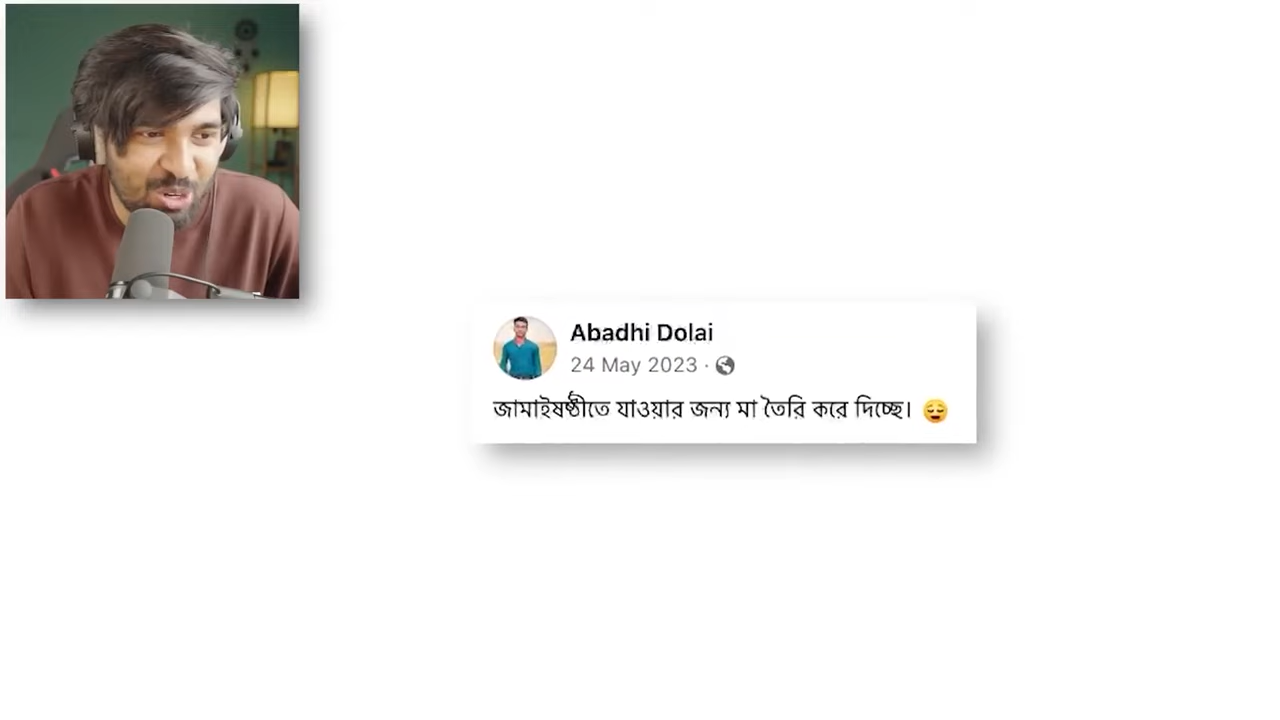 Abadhi Dolai
24 May 2023 ·
জামাইষষ্ঠীতে যাওয়ার জন্য মা তৈরি করে দিচ্ছে। 😌